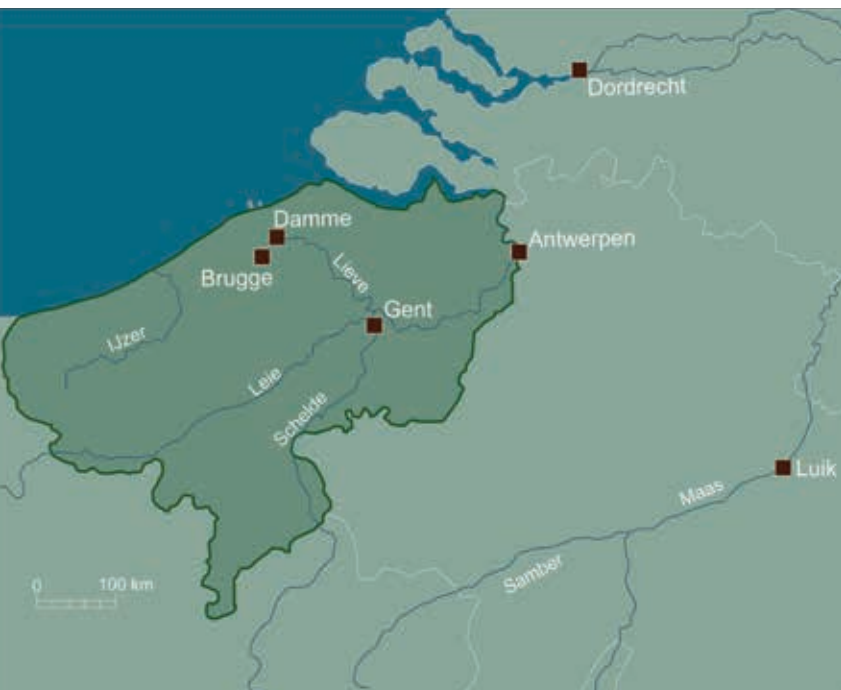 Dordrecht
Damme
Antwerpen
Brugge
Lieve
Gent
IJzer
Leie
Schelde
Luik
Maas
Samber
0 100 km